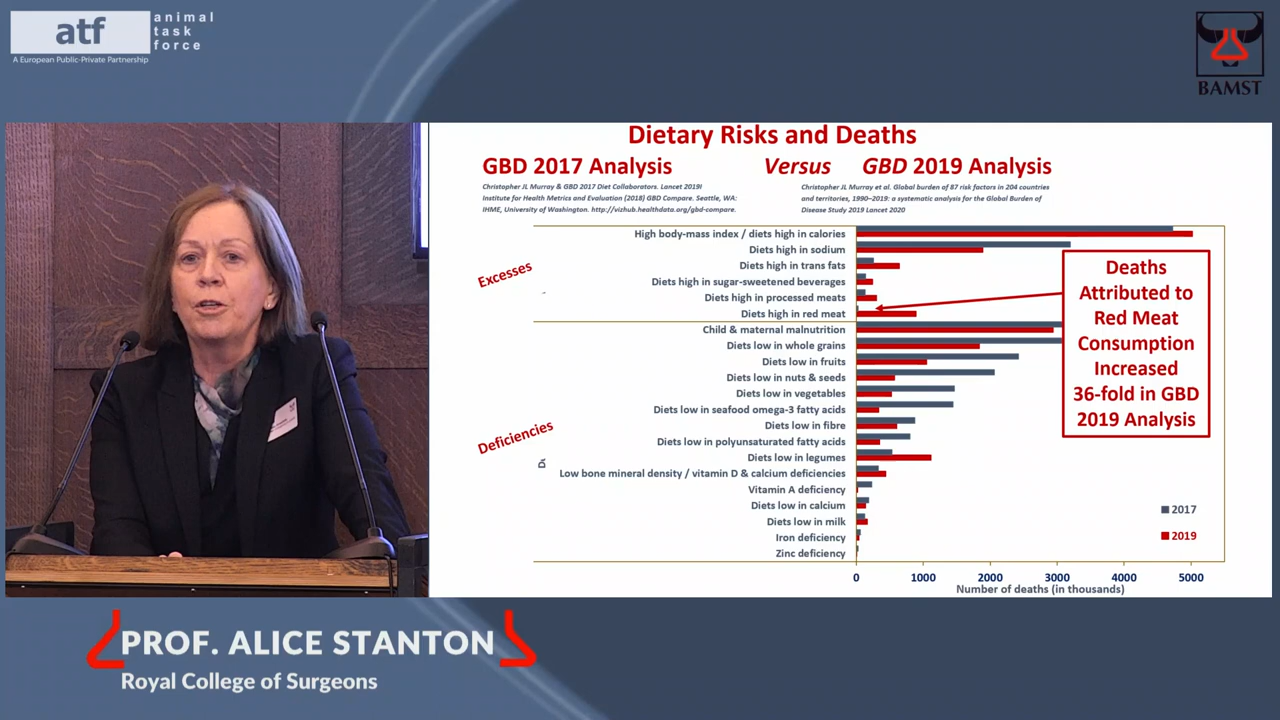 atf
animal
task
force
A European Public-Private Partnership
BAMST
Dietary Risks and Deaths
GBD 2017 Analysis Versus GBD 2019 Analysis
Christopher JL Murray & GBD 2017 Diet Collaborators. Lancet 2019I
Institute for Health Metrics and Evaluation (2018) GBD Compare. Seattle, WA:
IHME, University of Washington. http://vizhub.healthdata.org/gbd-compare.
Christopher JL Murray et al. Global burden of 87 risk factors in 204 countries
and territories, 1990–2019: a systematic analysis for the Global Burden of
Disease Study 2019 Lancet 2020
Excesses
High body-mass index / diets high in calories
Diets high in sodium
Diets high in trans fats
Diets high in sugar-sweetened beverages
Diets high in processed meats
Diets high in red meat
Deficiencies
Child & maternal malnutrition
Diets low in whole grains
Diets low in fruits
Diets low in nuts & seeds
Diets low in vegetables
Diets low in seafood omega-3 fatty acids
Diets low in fibre
Diets low in polyunsaturated fatty acids
Diets low in legumes
Low bone mineral density / vitamin D & calcium deficiencies
Vitamin A deficiency
Diets low in calcium
Diets low in milk
Iron deficiency
Zinc deficiency
Deaths
Attributed to
Red Meat
Consumption
Increased
36-fold in GBD
2019 Analysis
2017
2019
0 1000 2000 3000 4000 5000
Number of deaths (in thousands)
PROF. ALICE STANTON
Royal College of Surgeons